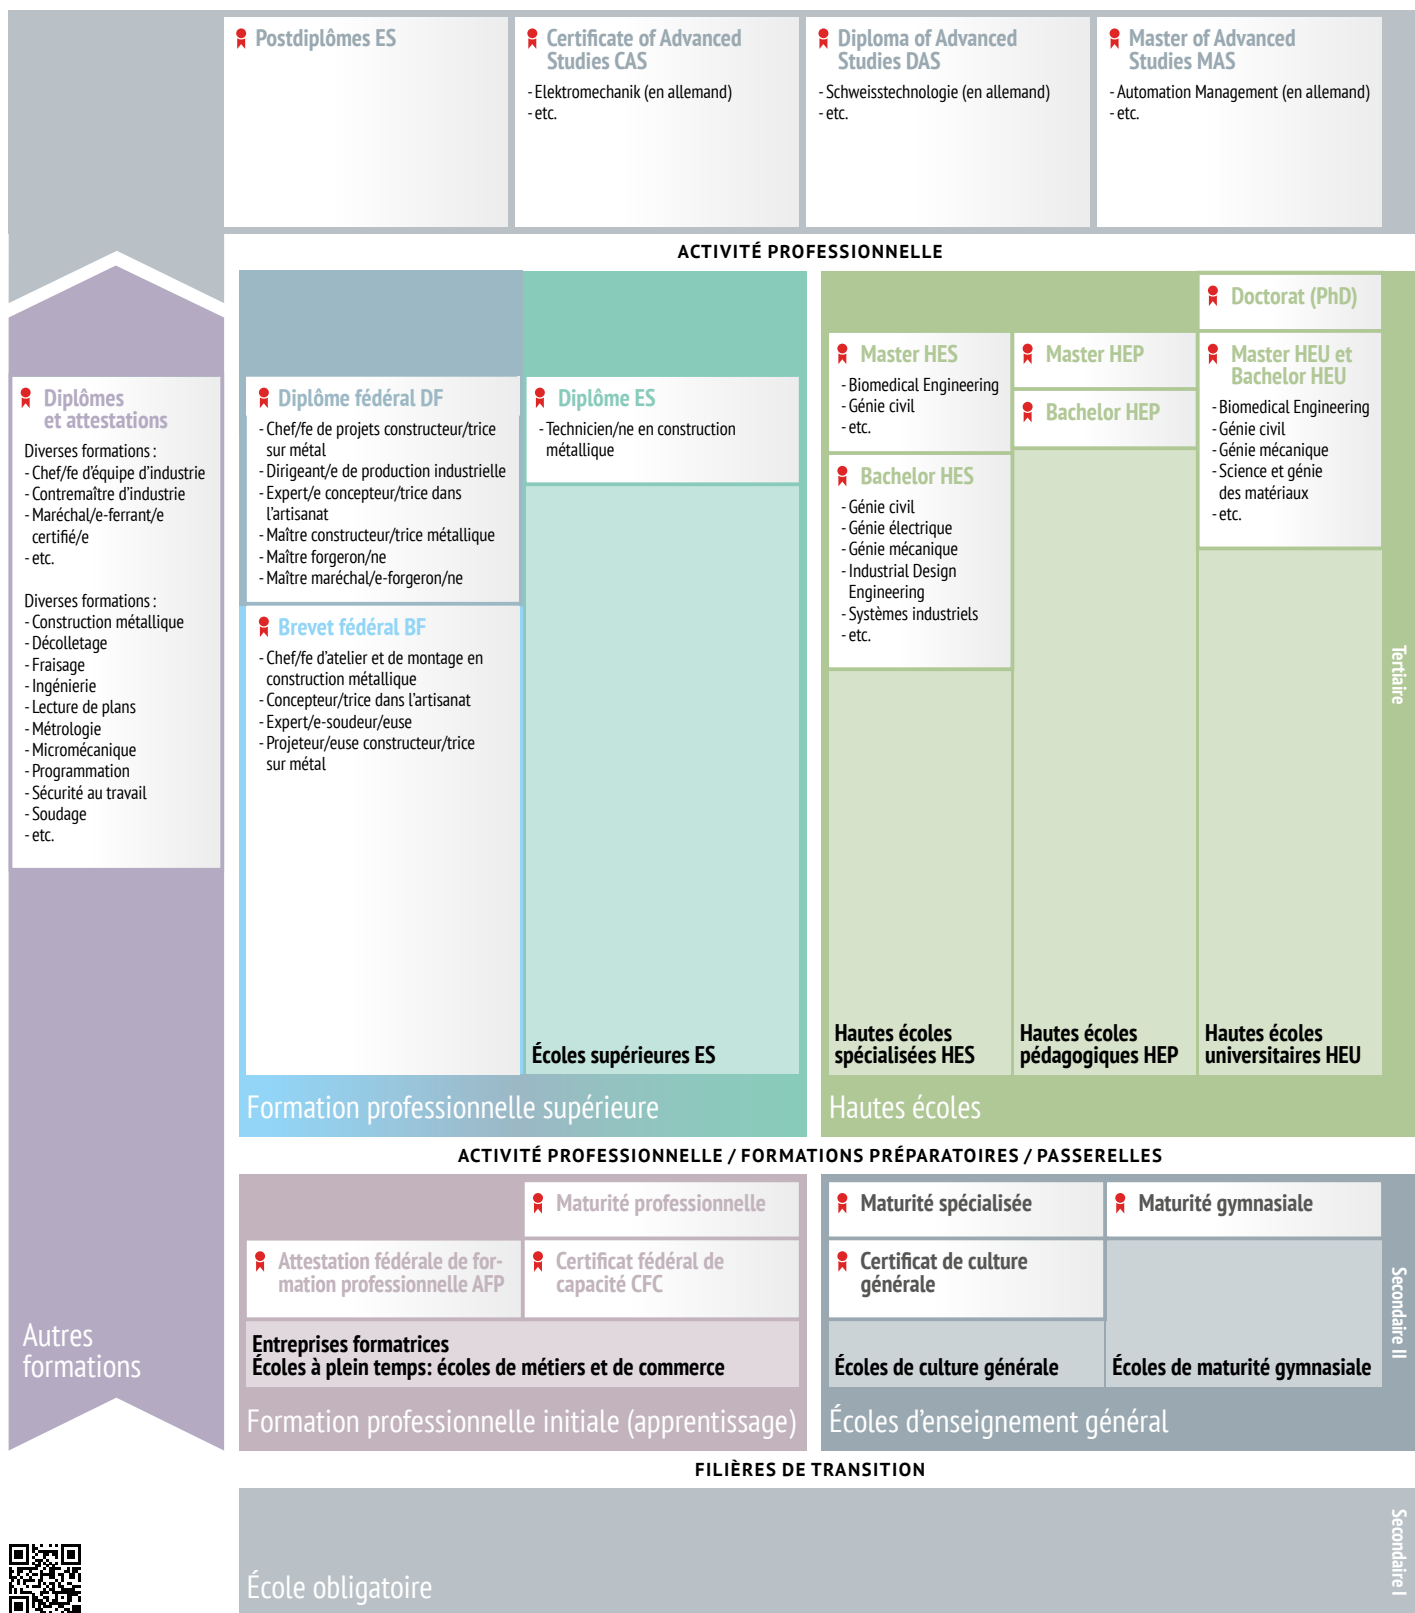 Postdiplômes ES
Certificate of Advanced
Studies CAS
- Elektromechanik (en allemand)
- etc.
Diploma of Advanced
Studies DAS
- Schweisstechnologie (en allemand)
- etc.
Master of Advanced
Studies MAS
- Automation Management (en allemand)
- etc.
ACTIVITÉ PROFESSIONNELLE
Diplômes
et attestations
Diverses formations :
- Chef/fe d'équipe d'industrie
- Contremaître d'industrie
- Maréchal/e-ferrant/e
certifié/e
- etc.
Diverses formations :
- Construction métallique
- Décolletage
- Fraisage
- Ingénierie
- Lecture de plans
- Métrologie
- Micromécanique
- Programmation
- Sécurité au travail
- Soudage
- etc.
Autres
formations
Diplôme fédéral DF
- Chef/fe de projets constructeur/trice
sur métal
- Dirigeant/e de production industrielle
- Expert/e concepteur/trice dans
l'artisanat
- Maître constructeur/trice métallique
- Maître forgeron/ne
- Maître maréchal/e-forgeron/ne
Brevet fédéral BF
- Chef/fe d'atelier et de montage en
construction métallique
- Concepteur/trice dans l'artisanat
- Expert/e-soudeur/euse
- Projeteur/euse constructeur/trice
sur métal
Diplôme ES
- Technicien/ne en construction
métallique
Écoles supérieures ES
Formation professionnelle supérieure
Master HES
- Biomedical Engineering
- Génie civil
- etc.
Bachelor HES
- Génie civil
- Génie électrique
- Génie mécanique
- Industrial Design
Engineering
- Systèmes industriels
- etc.
Hautes écoles
spécialisées HES
Master HEP
Bachelor HEP
Hautes écoles
pédagogiques HEP
Doctorat (PhD)
Master HEU et
Bachelor HEU
- Biomedical Engineering
- Génie civil
- Génie mécanique
- Science et génie
des matériaux
- etc.
Hautes écoles
universitaires HEU
Hautes écoles
Tertiaire
ACTIVITÉ PROFESSIONNELLE / FORMATIONS PRÉPARATOIRES / PASSERELLES
Maturité professionnelle
Attestation fédérale de for-
mation professionnelle AFP
Certificat fédéral de
capacité CFC
Entreprises formatrices
Écoles à plein temps: écoles de métiers et de commerce
Formation professionnelle initiale (apprentissage)
Maturité spécialisée
Certificat de culture
générale
Écoles de culture générale
Maturité gymnasiale
Écoles de maturité gymnasiale
Écoles d'enseignement général
Secondaire II
FILIÈRES DE TRANSITION
École obligatoire
Secondaire I